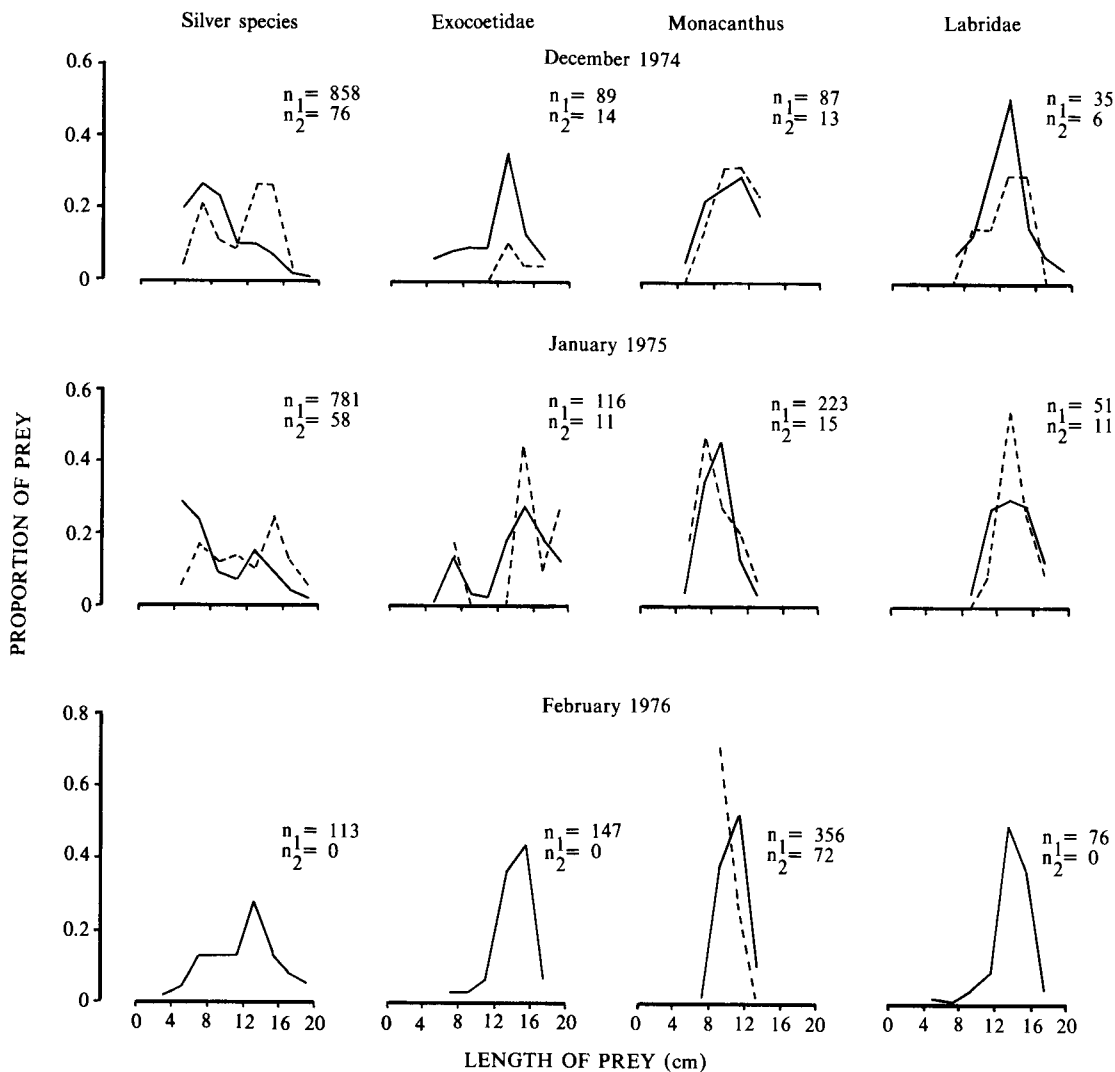 Silver species Exocoetidae Monacanthus Labridae
December 1974
0.6
0.4
0.2
0
n1= 858
n2= 76
n1= 89
n2= 14
n1= 87
n2= 13
n1= 35
n2= 6
January 1975
0.6
0.4
0.2
0
n1= 781
n2= 58
n1= 116
n2= 11
n1= 223
n2= 15
n1= 51
n2= 11
PROPORTION OF PREY
February 1976
0.8
0.6
0.4
0.2
0
n1= 113
n2= 0
n1= 147
n2= 0
n1= 356
n2= 72
n1= 76
n2= 0
0 4 8 12 16 20 0 4 8 12 16 20 0 4 8 12 16 20 0 4 8 12 16 20
LENGTH OF PREY (cm)